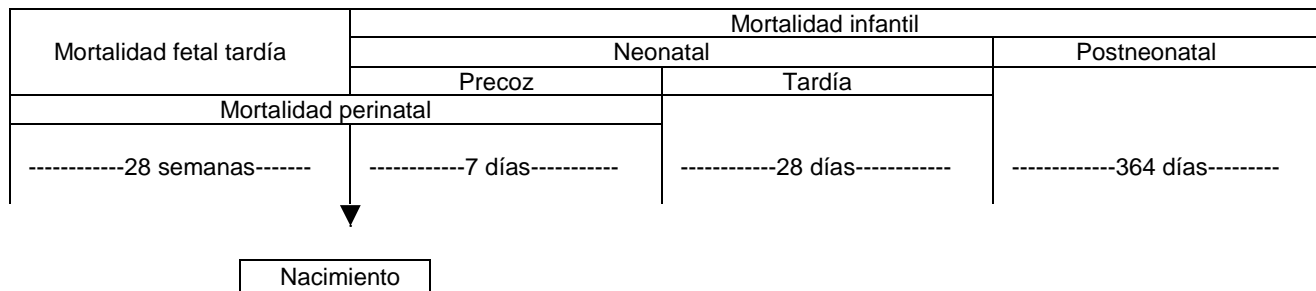 Mortalidad infantil
Mortalidad fetal tardía
Neonatal
Postneonatal
Precoz
Tardía
Mortalidad perinatal
------------28 semanas-------
------------7 días-----------
------------28 días------------
-------------364 días---------
Nacimiento